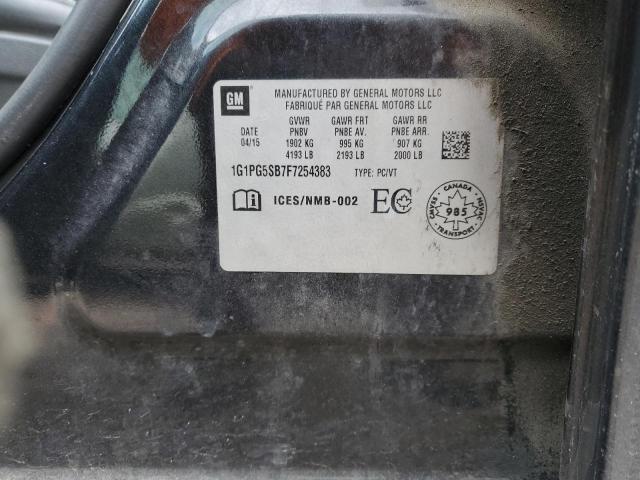 GM
MANUFACTURED BY GENERAL MOTORS LLC
FABRIQUÉ PAR GENERAL MOTORS LLC
GVWR GAWR FRT GAWR RR
DATE PNBV PNBE AV. PNBE ARR.
04/15 1902 KG 995 KG 907 KG
4193 LB 2193 LB 2000 LB
1G1PG5SB7F7254383 TYPE: PC/VT
ICES/NMB-002 EC
CANADA
CMVSS 985 NSVAC
TRANSPORT